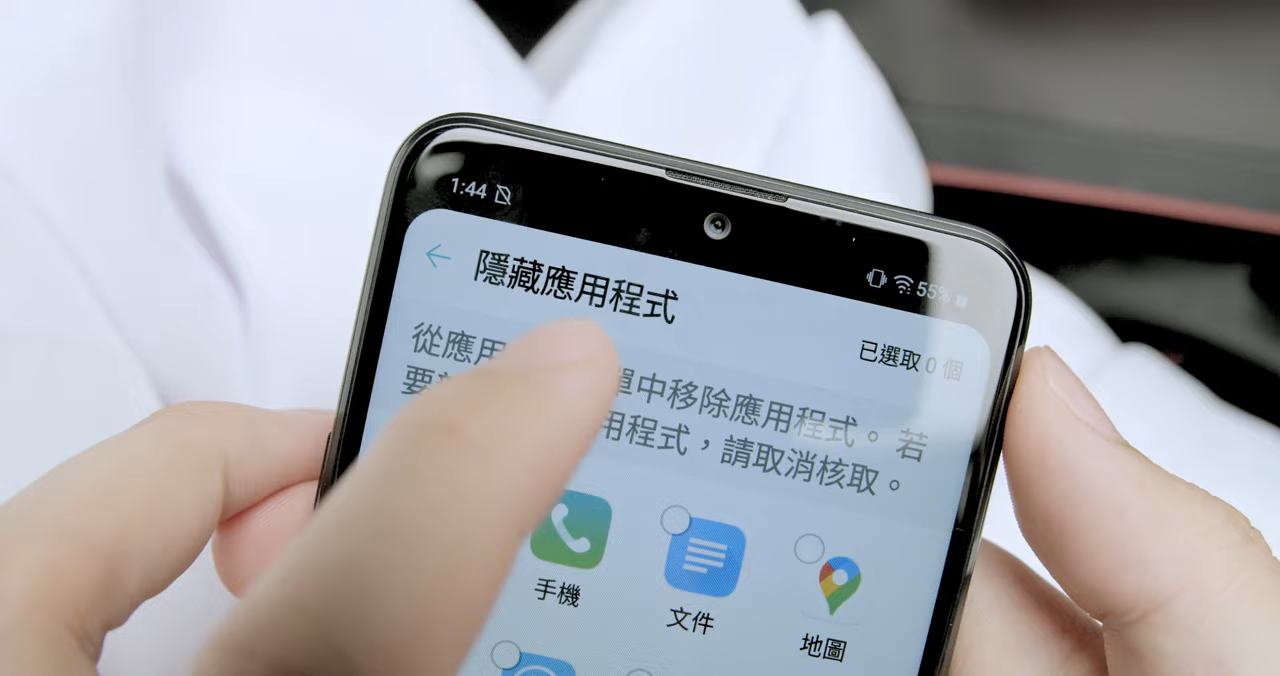 1:44
55%
隱藏應用程式
已選取 0 個
從應用 單中移除應用程式。 若
要 用程式，請取消核取。
手機
文件
地圖